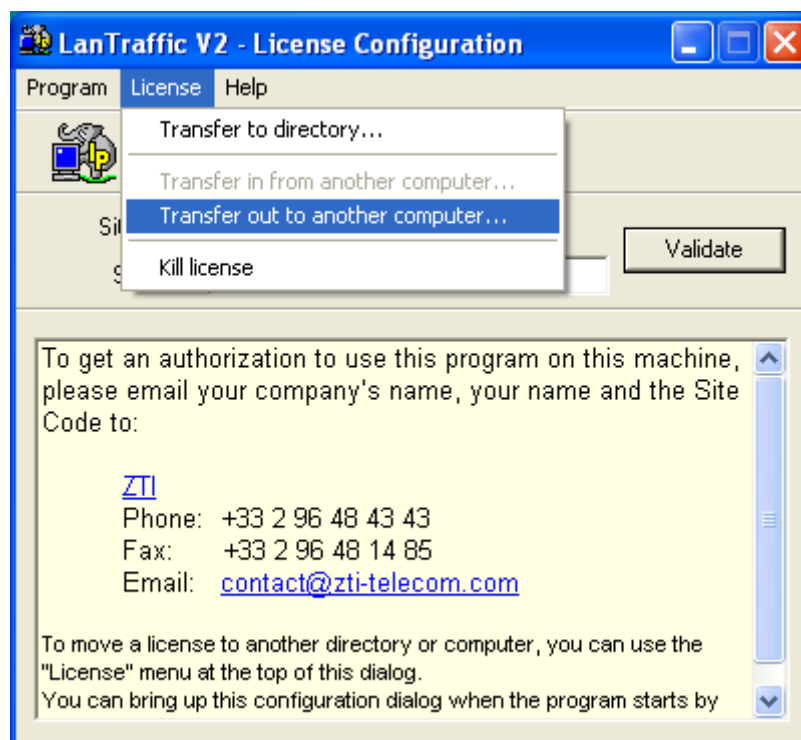 LanTraffic V2 - License Configuration
Program License Help
Transfer to directory...
Transfer in from another computer...
Transfer out to another computer...
Kill license
Validate
To get an authorization to use this program on this machine,
please email your company's name, your name and the Site
Code to:
ZTI
Phone: +33 2 96 48 43 43
Fax: +33 2 96 48 14 85
Email: contact@zti-telecom.com
To move a license to another directory or computer, you can use the
"License" menu at the top of this dialog.
You can bring up this configuration dialog when the program starts by